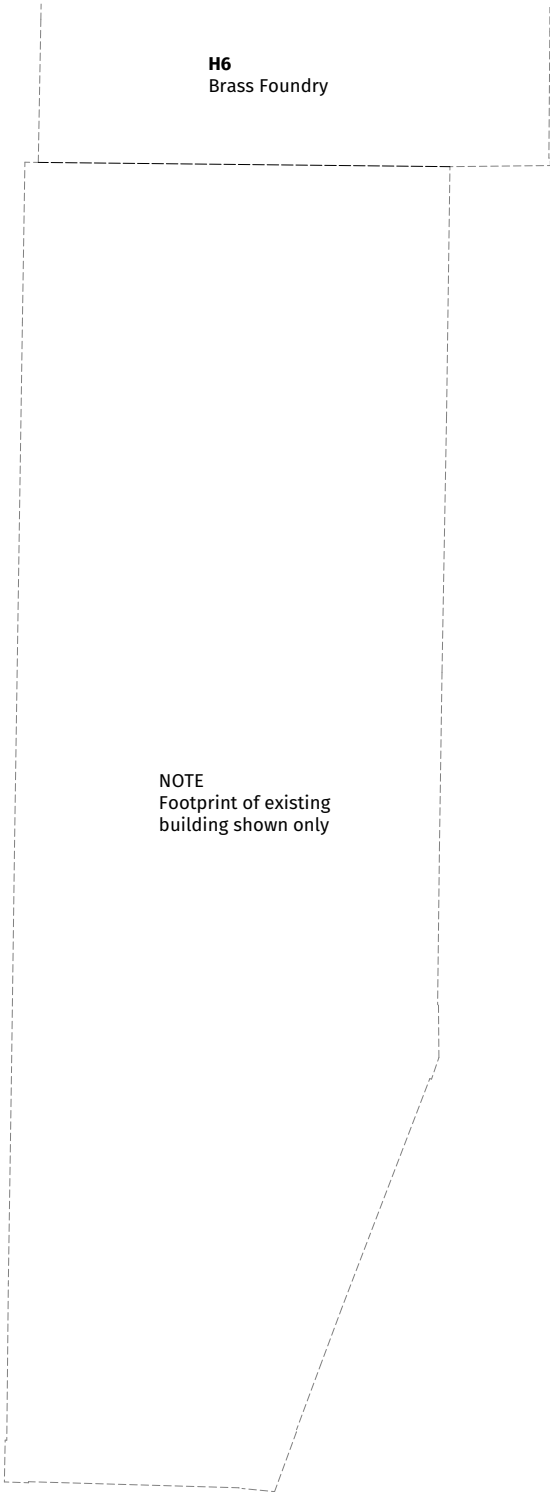 H6
Brass Foundry
NOTE
Footprint of existing
building shown only